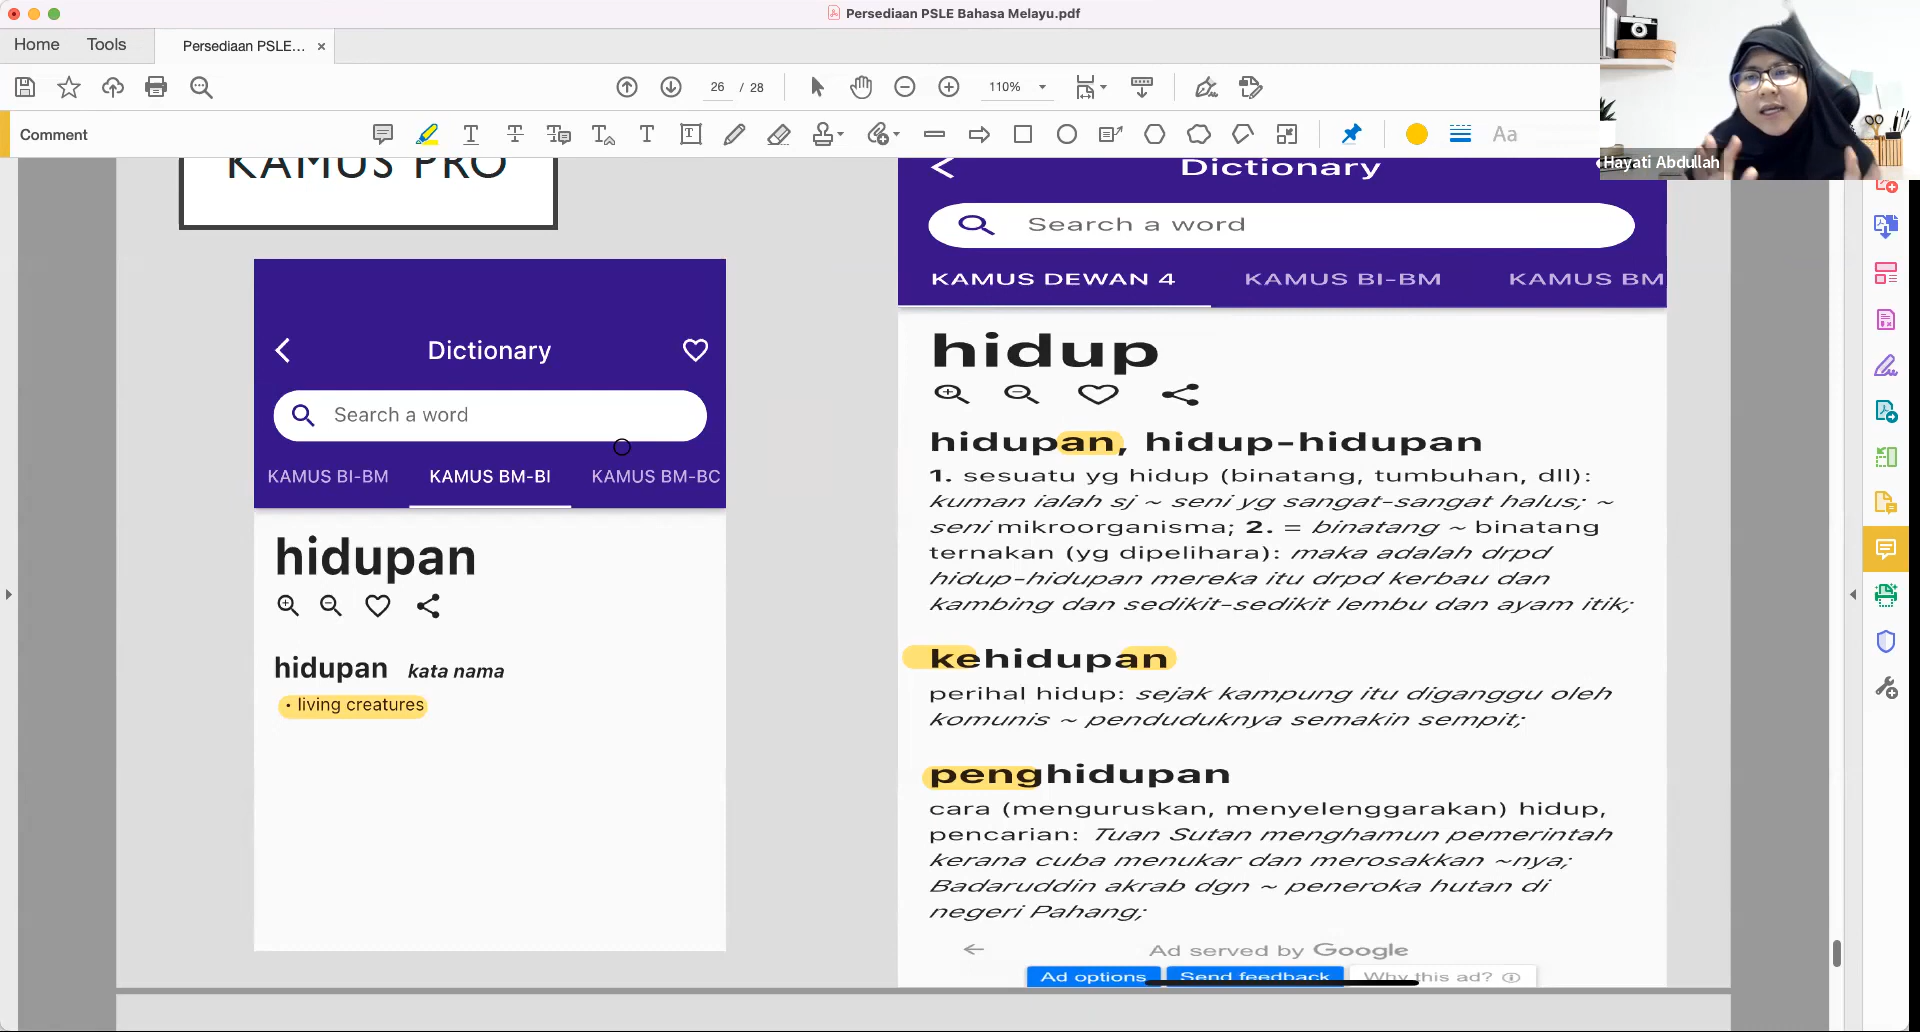 Persediaan PSLE Bahasa Melayu.pdf
Home
Tools
Persediaan PSLE...
26 / 28
110%
Comment
Aa
Hayati Abdullah
KAMUS PRO
Dictionary
Search a word
KAMUS BI-BM
KAMUS BM-BI
KAMUS BM-BC
hidupan
hidupan kata nama
• living creatures
Dictionary
Search a word
KAMUS DEWAN 4
KAMUS BI-BM
KAMUS BM
hidup
hidupan, hidup-hidupan
1. sesuatu yg hidup (binatang, tumbuhan, dll):
kuman ialah sj ~ seni yg sangat-sangat halus; ~
seni mikroorganisma; 2. = binatang ~ binatang
ternakan (yg dipelihara): maka adalah drpd
hidup-hidupan mereka itu drpd kerbau dan
kambing dan sedikit-sedikit lembu dan ayam itik;
kehidupan
perihal hidup: sejak kampung itu diganggu oleh
komunis ~ penduduknya semakin sempit;
penghidupan
cara (menguruskan, menyelenggarakan) hidup,
pencarian: Tuan Sutan menghamun pemerintah
kerana cuba menukar dan merosakkan ~nya;
Badaruddin akrab dgn ~ peneroka hutan di
negeri Pahang;
Ad served by Google
Ad options
Send feedback
Why this ad?